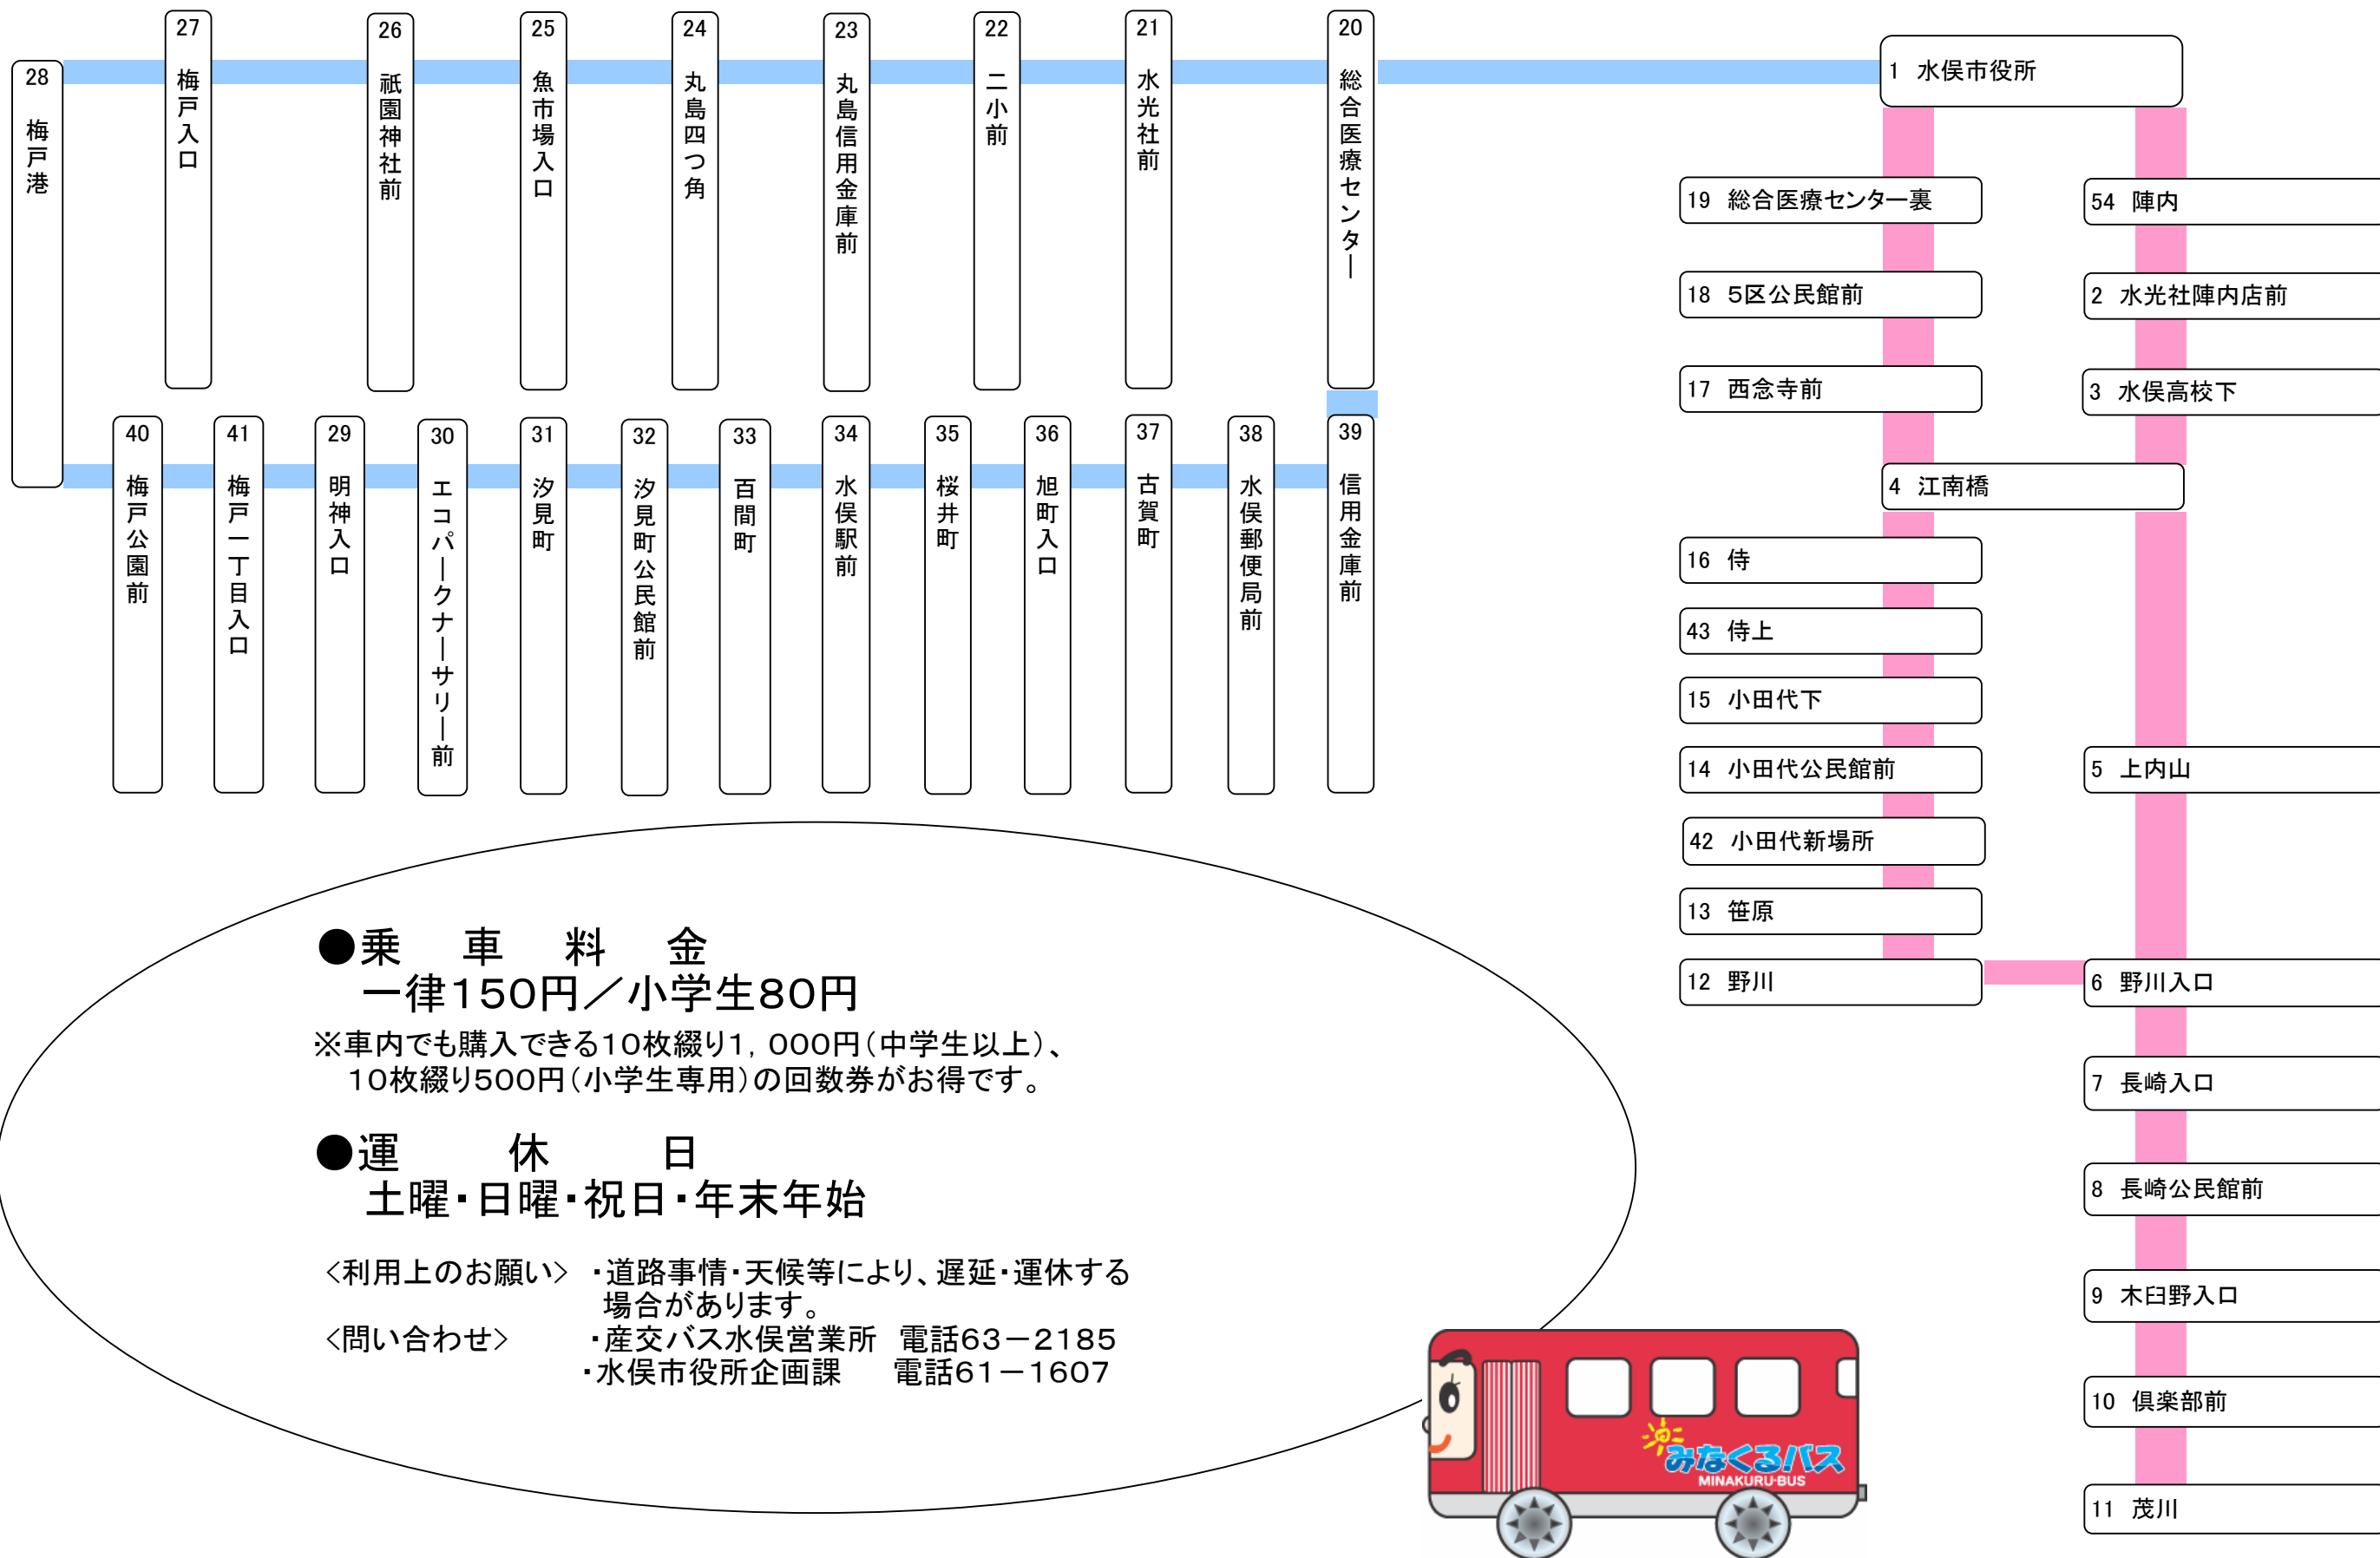 27 梅戸入口
26 祇園神社前
25 魚市場入口
24 丸島四つ角
23 丸島信用金庫前
22 二小前
21 水光社前
20 総合医療センター
1 水俣市役所
28 梅戸港
19 総合医療センター裏
54 陣内
18 5区公民館前
2 水光社陣内店前
17 西念寺前
3 水俣高校下
40 梅戸公園前
41 梅戸一丁目入口
29 明神入口
30 エコパークナーサリー前
31 汐見町
32 汐見町公民館前
33 百間町
34 水俣駅前
35 桜井町
36 旭町入口
37 古賀町
38 水俣郵便局前
39 信用金庫前
4 江南橋
16 侍
43 侍上
15 小田代下
14 小田代公民館前
5 上内山
42 小田代新場所
13 笹原
12 野川
6 野川入口
7 長崎入口
8 長崎公民館前
9 木臼野入口
10 倶楽部前
11 茂川
●乗 車 料 金
一律150円／小学生80円
※車内でも購入できる10枚綴り1，000円（中学生以上）、
10枚綴り500円（小学生専用）の回数券がお得です。
●運 休 日
土曜・日曜・祝日・年末年始
〈利用上のお願い〉 ・道路事情・天候等により、遅延・運休する
場合があります。
〈問い合わせ〉 ・産交バス水俣営業所 電話63－2185
・水俣市役所企画課 電話61－1607
みなくるバス
MINAKURU-BUS